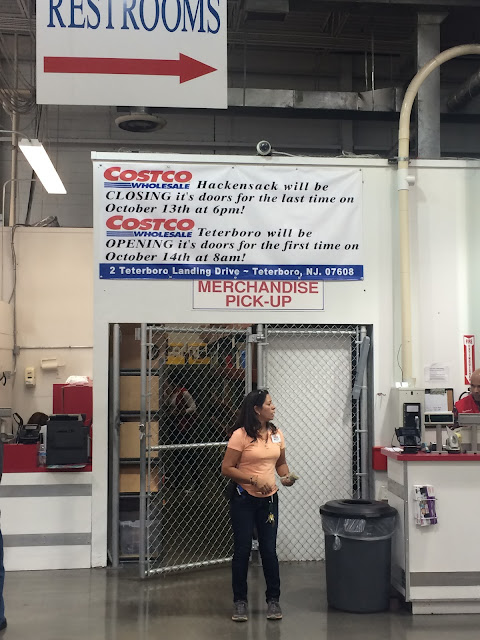 RESTROOMS
COSTCO
WHOLESALE Hackensack will be
CLOSING it's doors for the last time on
October 13th at 6pm!
COSTCO
WHOLESALE Teterboro will be
OPENING it's doors for the first time on
October 14th at 8am!
2 Teterboro Landing Drive ~ Teterboro, NJ. 07608
MERCHANDISE
PICK-UP